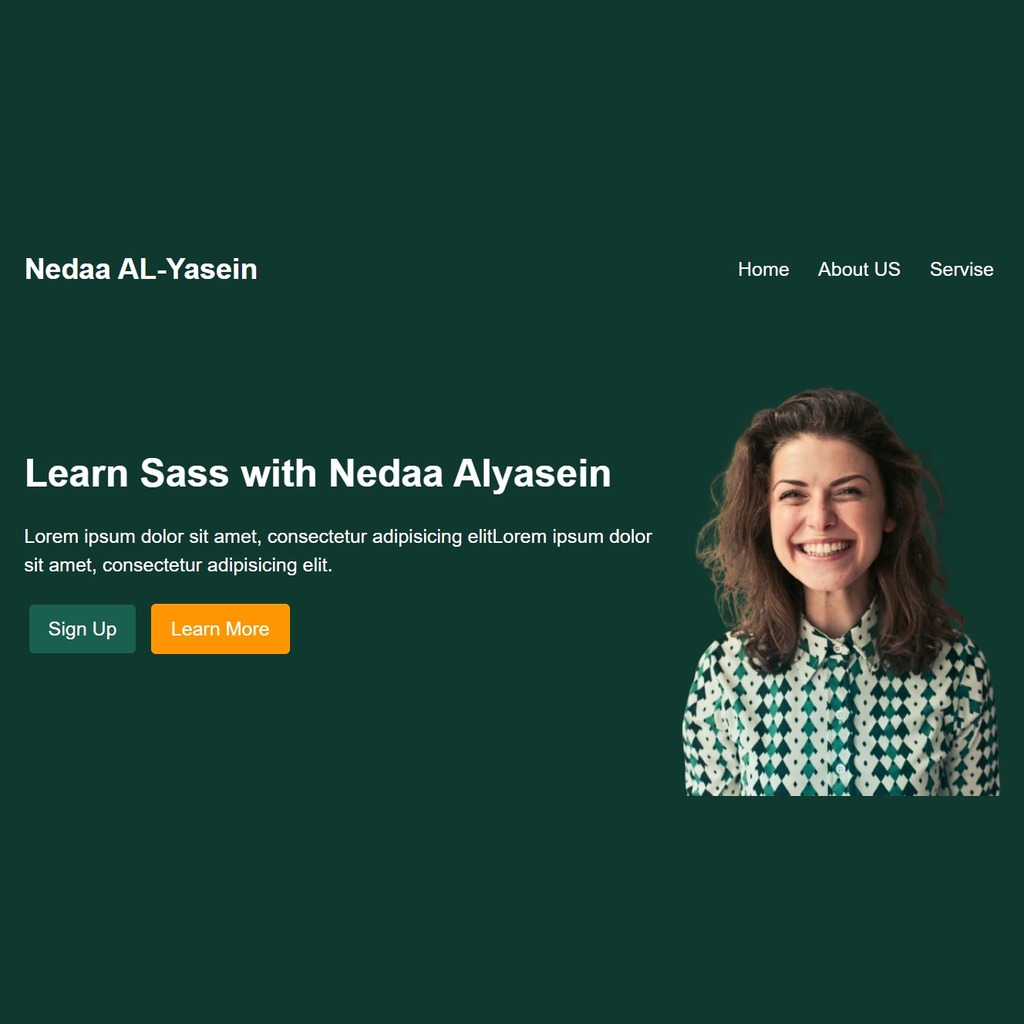 Nedaa AL-Yasein
Home About US Servise
Learn Sass with Nedaa Alyasein
Lorem ipsum dolor sit amet, consectetur adipisicing elitLorem ipsum dolor
sit amet, consectetur adipisicing elit.
Sign Up Learn More